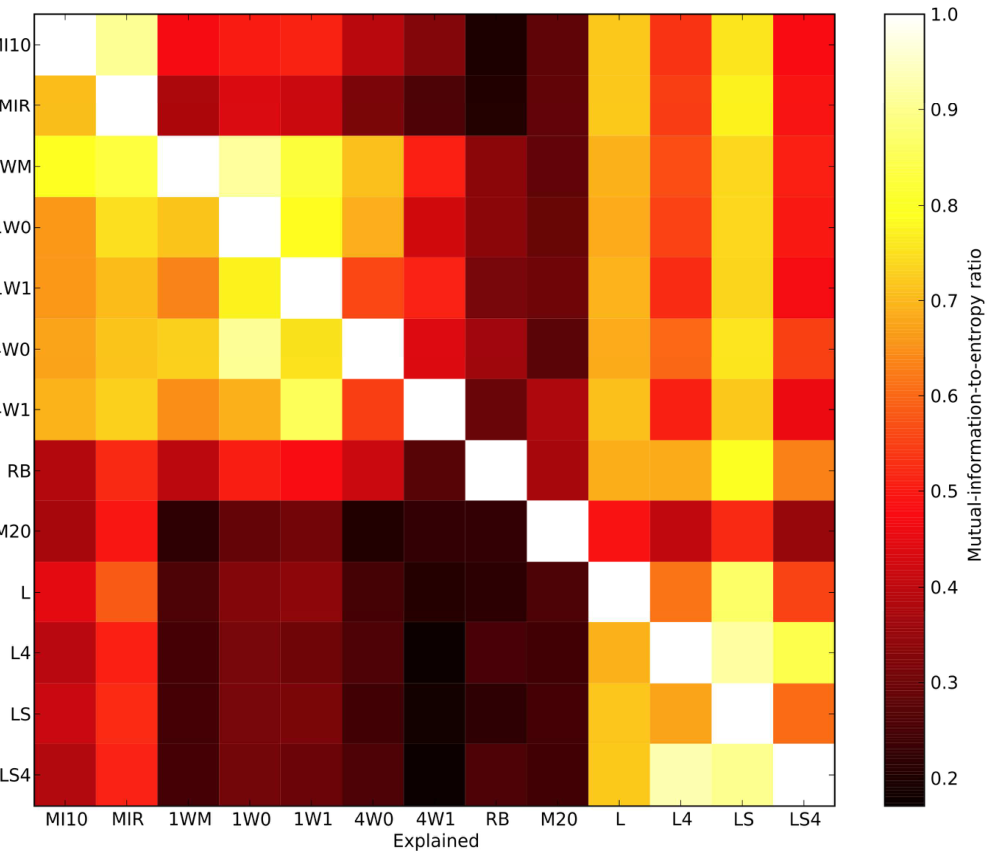 MI10
MIR
WM
1W0
1W1
4W0
4W1
RB
M20
L
L4
LS
LS4
MI10 MIR 1WM 1W0 1W1 4W0 4W1 RB M20 L L4 LS LS4
Explained
1.0
0.9
0.8
0.7
0.6
0.5
0.4
0.3
0.2
Mutual-information-to-entropy ratio